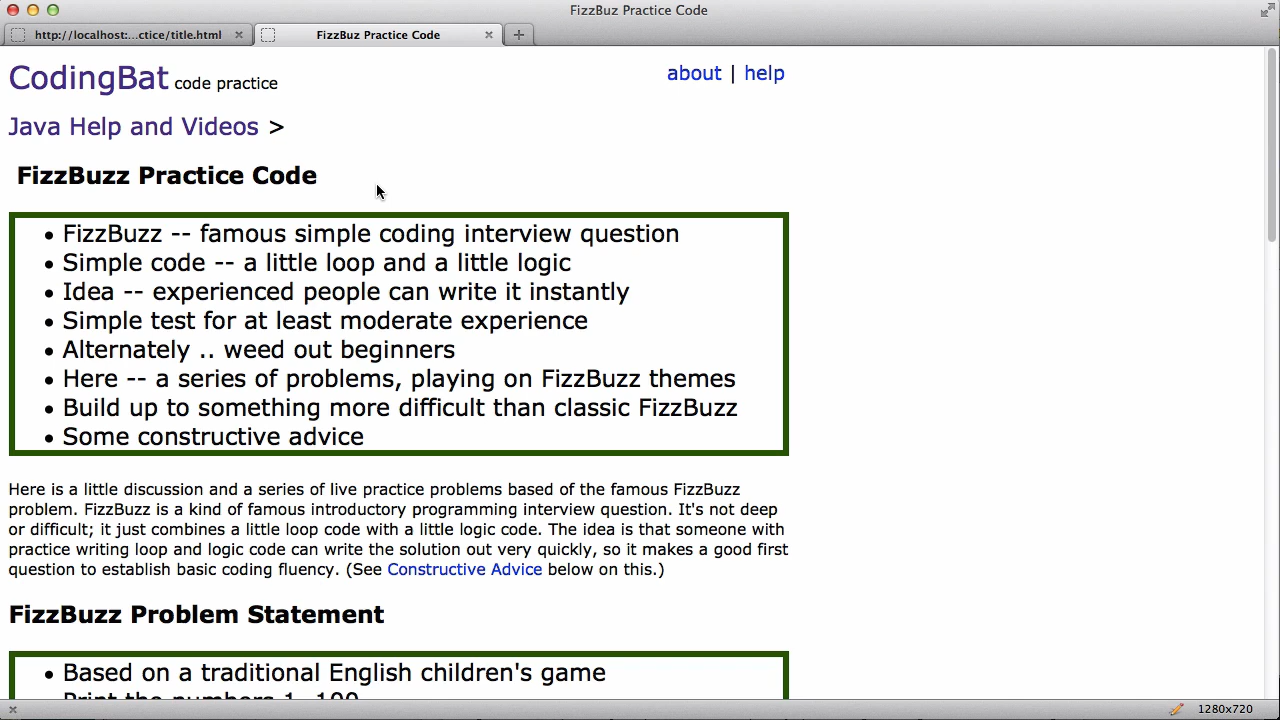 FizzBuz Practice Code
http://localhost:...ctice/title.html
FizzBuz Practice Code
CodingBat code practice
about | help
Java Help and Videos >
FizzBuzz Practice Code
• FizzBuzz -- famous simple coding interview question
• Simple code -- a little loop and a little logic
• Idea -- experienced people can write it instantly
• Simple test for at least moderate experience
• Alternately .. weed out beginners
• Here -- a series of problems, playing on FizzBuzz themes
• Build up to something more difficult than classic FizzBuzz
• Some constructive advice
Here is a little discussion and a series of live practice problems based of the famous FizzBuzz
problem. FizzBuzz is a kind of famous introductory programming interview question. It's not deep
or difficult; it just combines a little loop code with a little logic code. The idea is that someone with
practice writing loop and logic code can write the solution out very quickly, so it makes a good first
question to establish basic coding fluency. (See Constructive Advice below on this.)
FizzBuzz Problem Statement
• Based on a traditional English children's game
Print the numbers 1..100
1280x720